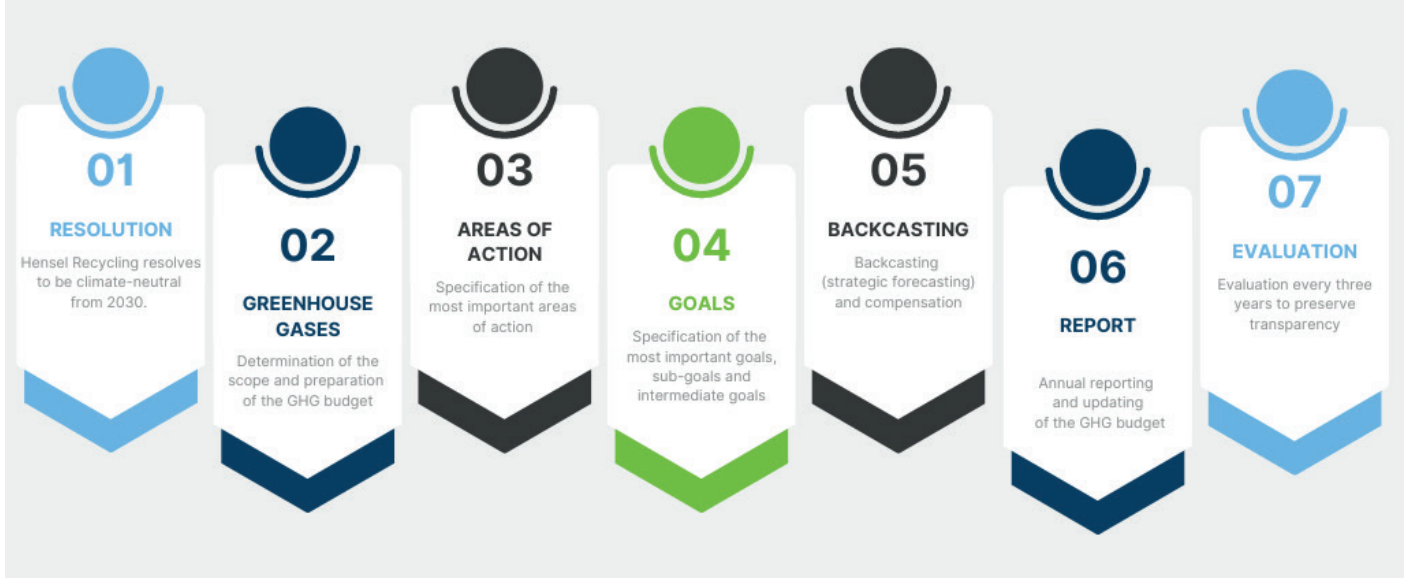 01
RESOLUTION
Hensel Recycling resolves
to be climate-neutral
from 2030.
02
GREENHOUSE
GASES
Determination of the
scope and preparation
of the GHG budget
03
AREAS OF
ACTION
Specification of the
most important areas
of action
04
GOALS
Specification of the
most important goals,
sub-goals and
intermediate goals
05
BACKCASTING
Backcasting
(strategic forecasting)
and compensation
06
REPORT
Annual reporting
and updating
of the GHG budget
07
EVALUATION
Evaluation every three
years to preserve
transparency